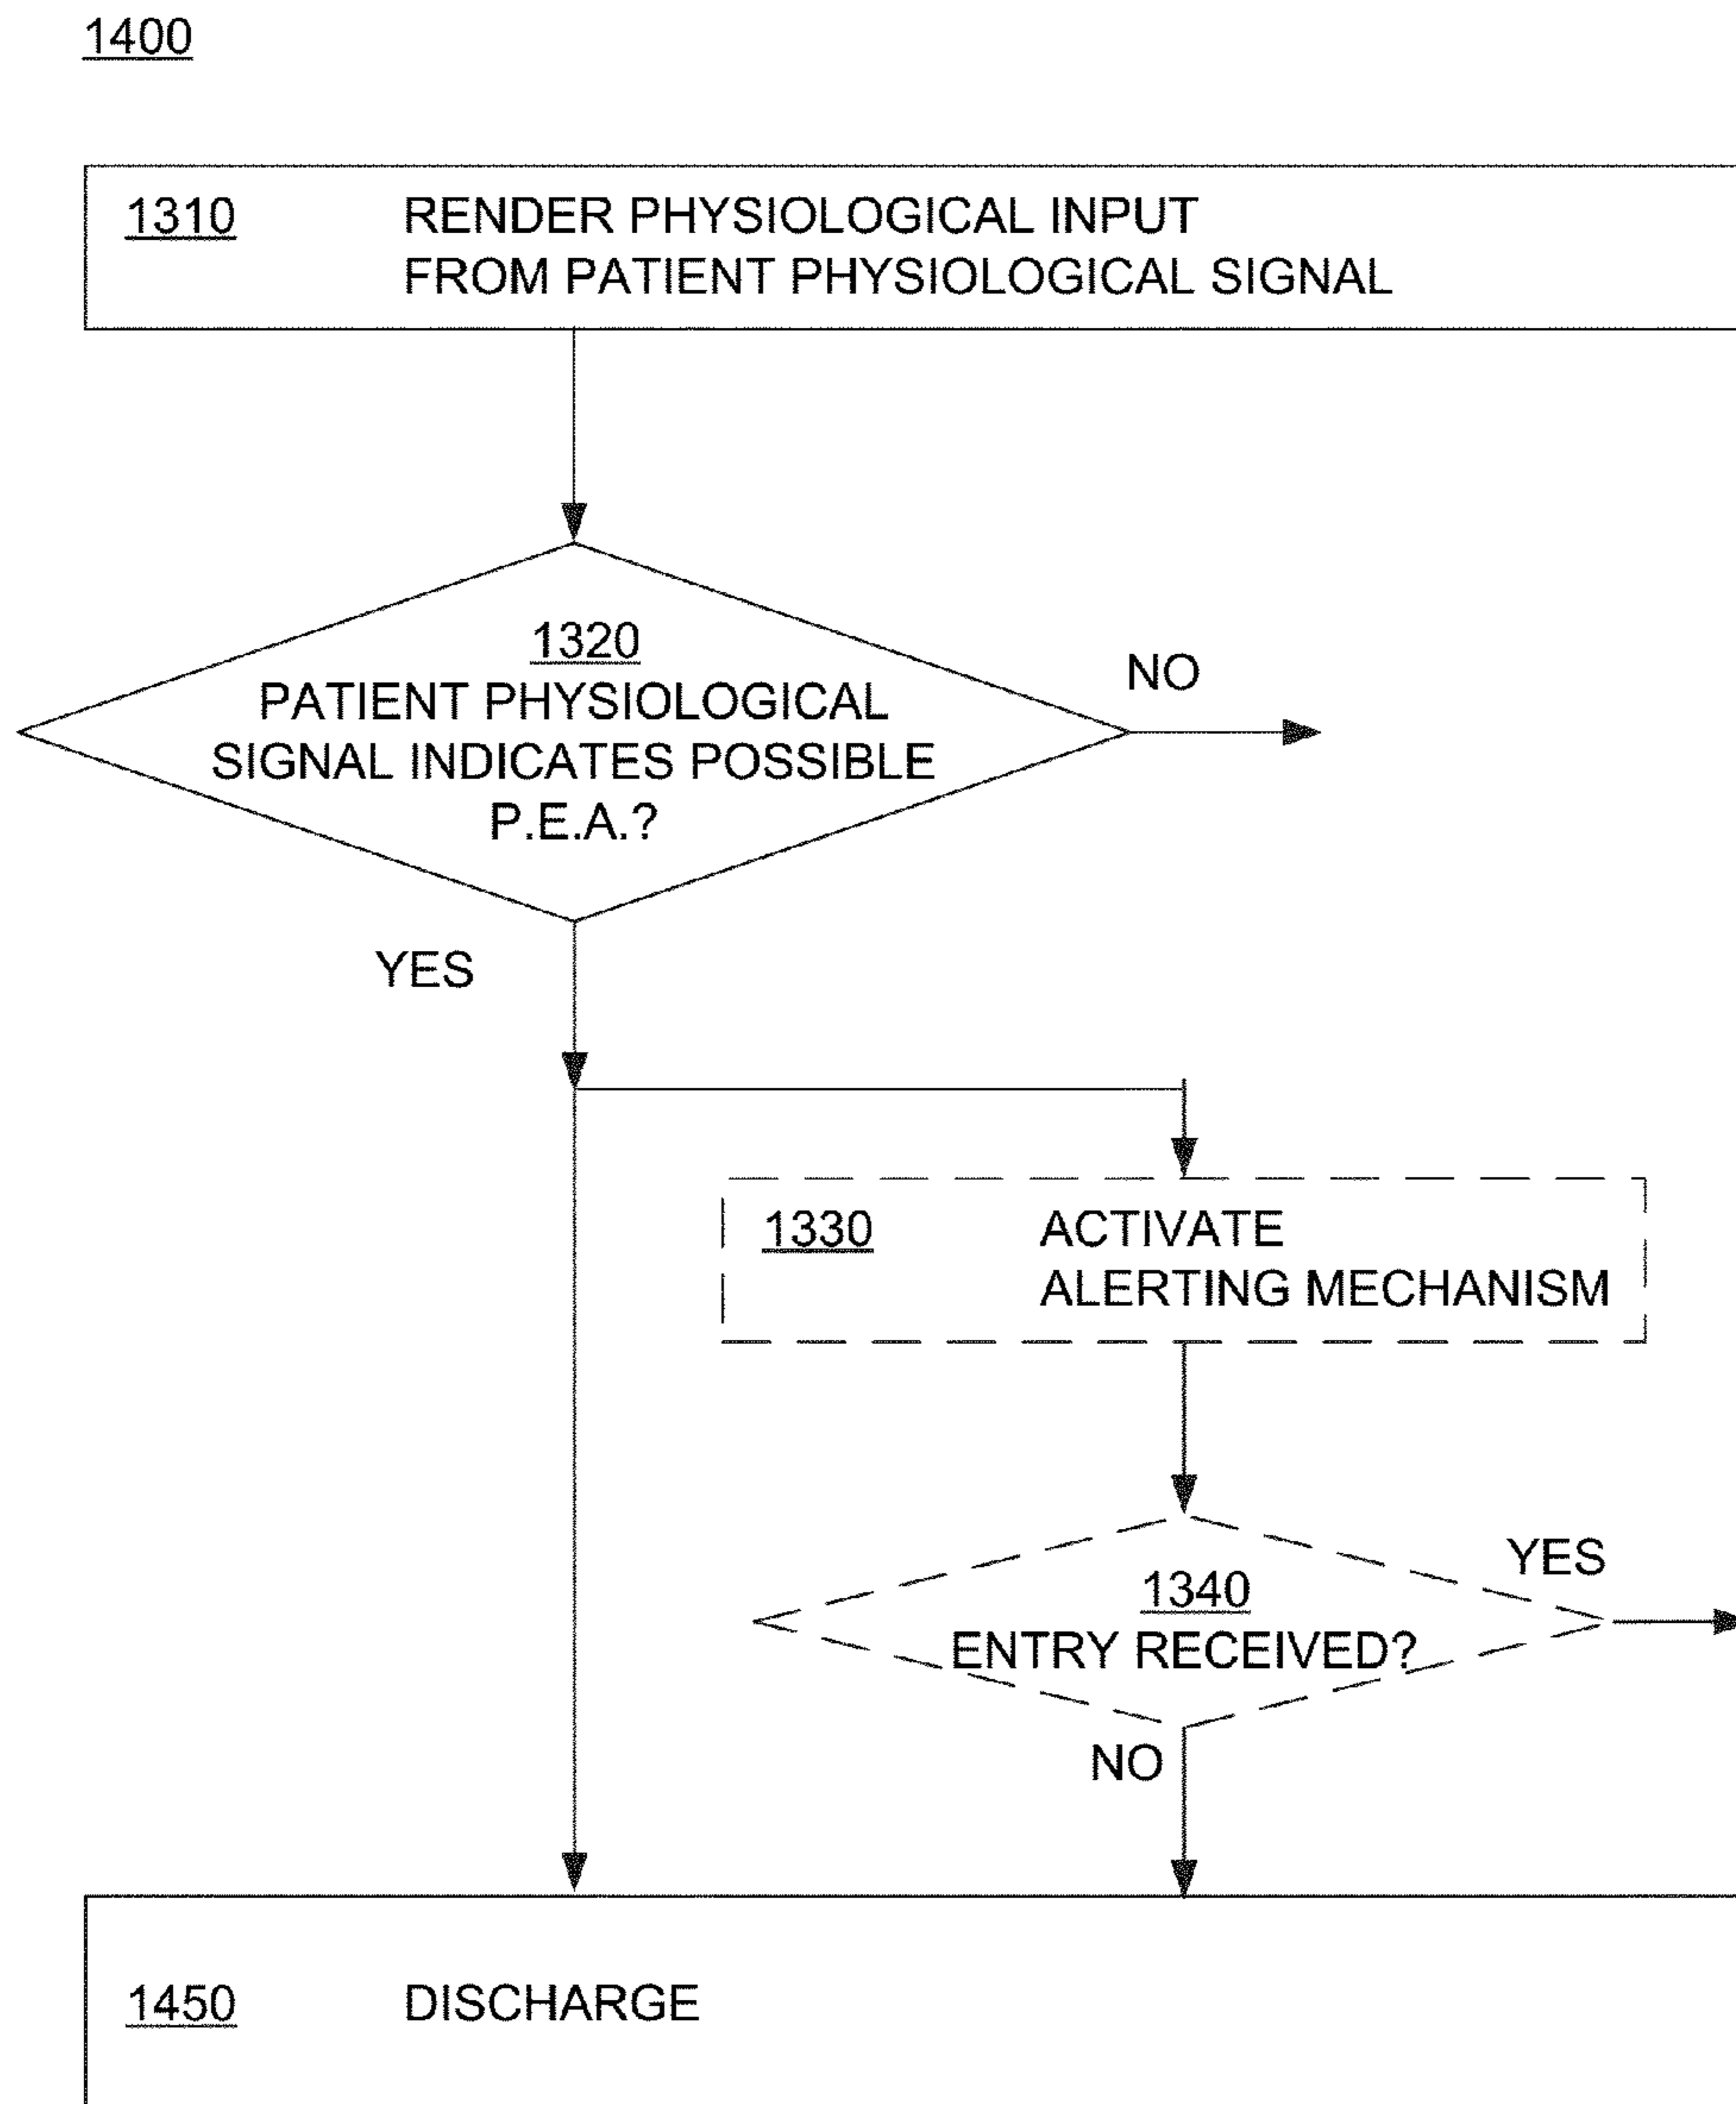 1400
1310 RENDER PHYSIOLOGICAL INPUT
FROM PATIENT PHYSIOLOGICAL SIGNAL
1320
PATIENT PHYSIOLOGICAL
SIGNAL INDICATES POSSIBLE
P.E.A.?
NO
YES
1330 ACTIVATE
ALERTING MECHANISM
1340
ENTRY RECEIVED?
YES
NO
1450 DISCHARGE